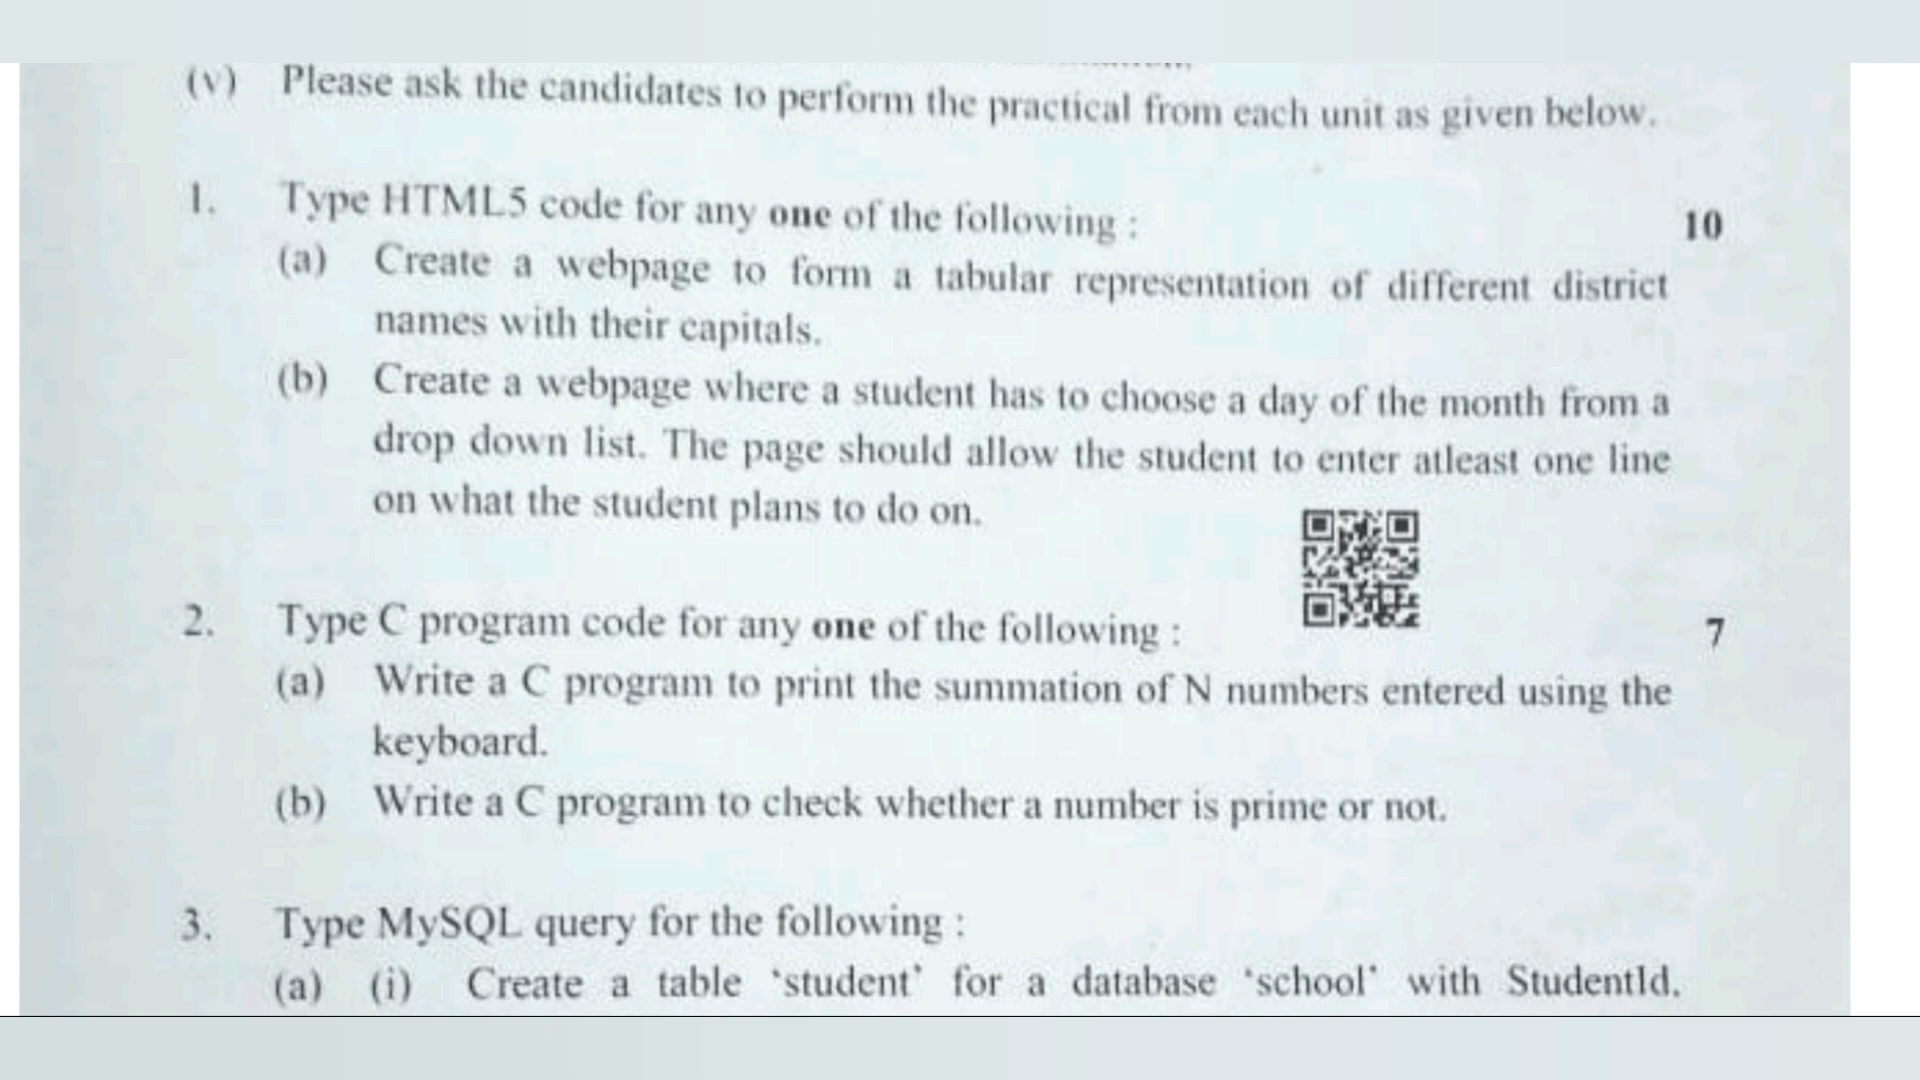 (v) Please ask the candidates to perform the practical from each unit as given below.
1. Type HTML5 code for any one of the following : 10
(a) Create a webpage to form a tabular representation of different district
names with their capitals.
(b) Create a webpage where a student has to choose a day of the month from a
drop down list. The page should allow the student to enter atleast one line
on what the student plans to do on.
2. Type C program code for any one of the following : 7
(a) Write a C program to print the summation of N numbers entered using the
keyboard.
(b) Write a C program to check whether a number is prime or not.
3. Type MySQL query for the following :
(a) (i) Create a table ‘student’ for a database ‘school’ with StudentId,